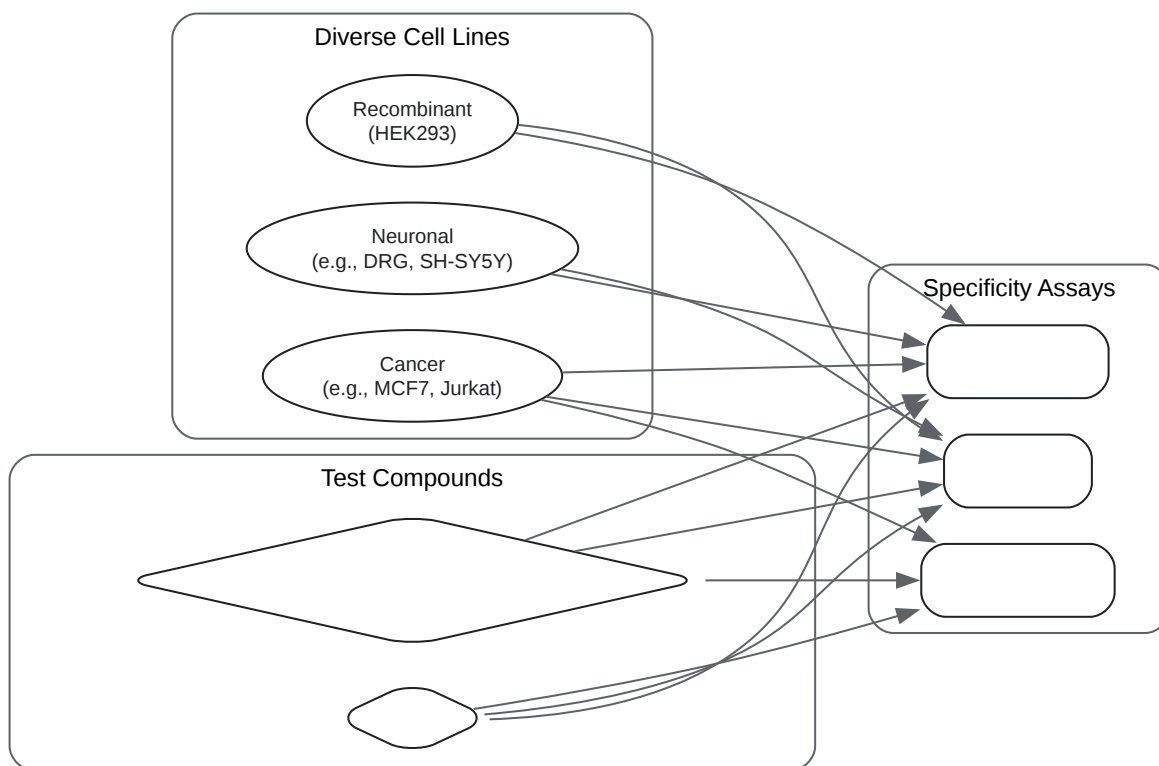 Diverse Cell Lines
Recombinant
(HEK293)
Neuronal
(e.g., DRG, SH-SY5Y)
Cancer
(e.g., MCF7, Jurkat)
Specificity Assays
Test Compounds